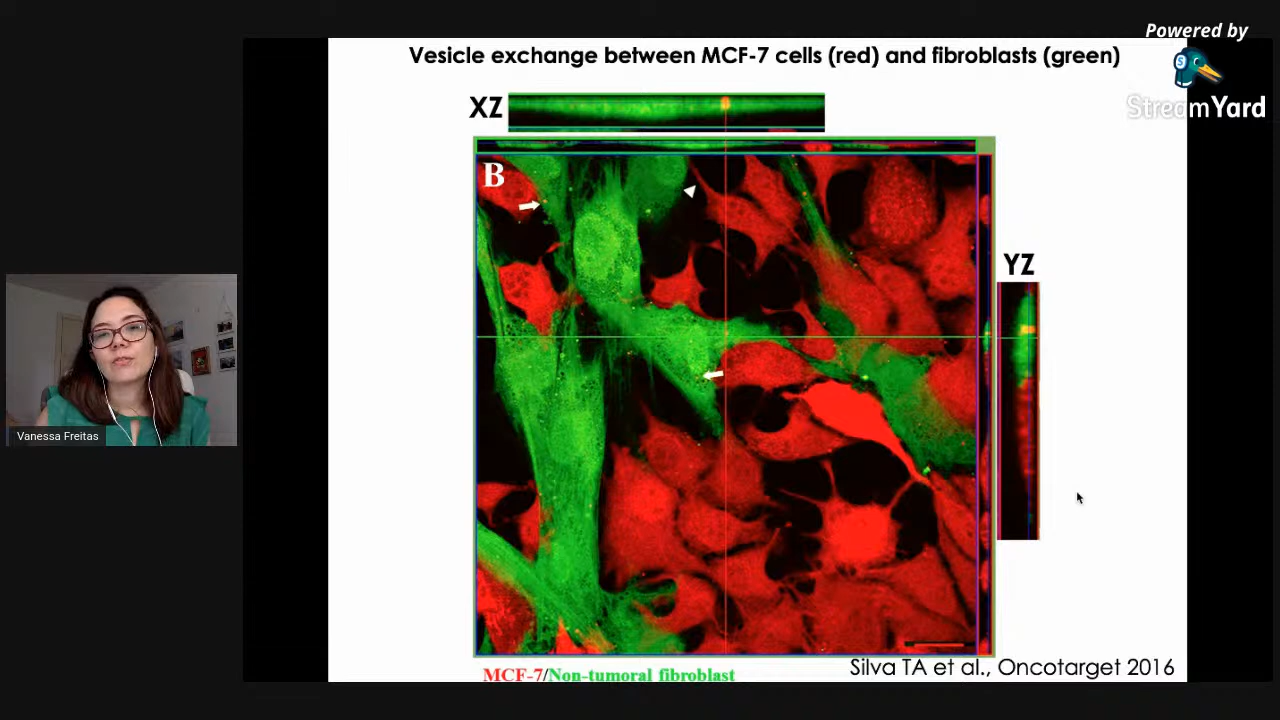 Powered by
StreamYard
Vesicle exchange between MCF-7 cells (red) and fibroblasts (green)
XZ
B
YZ
Vanessa Freitas
Silva TA et al., Oncotarget 2016
MCF-7/Non-tumoral fibroblast